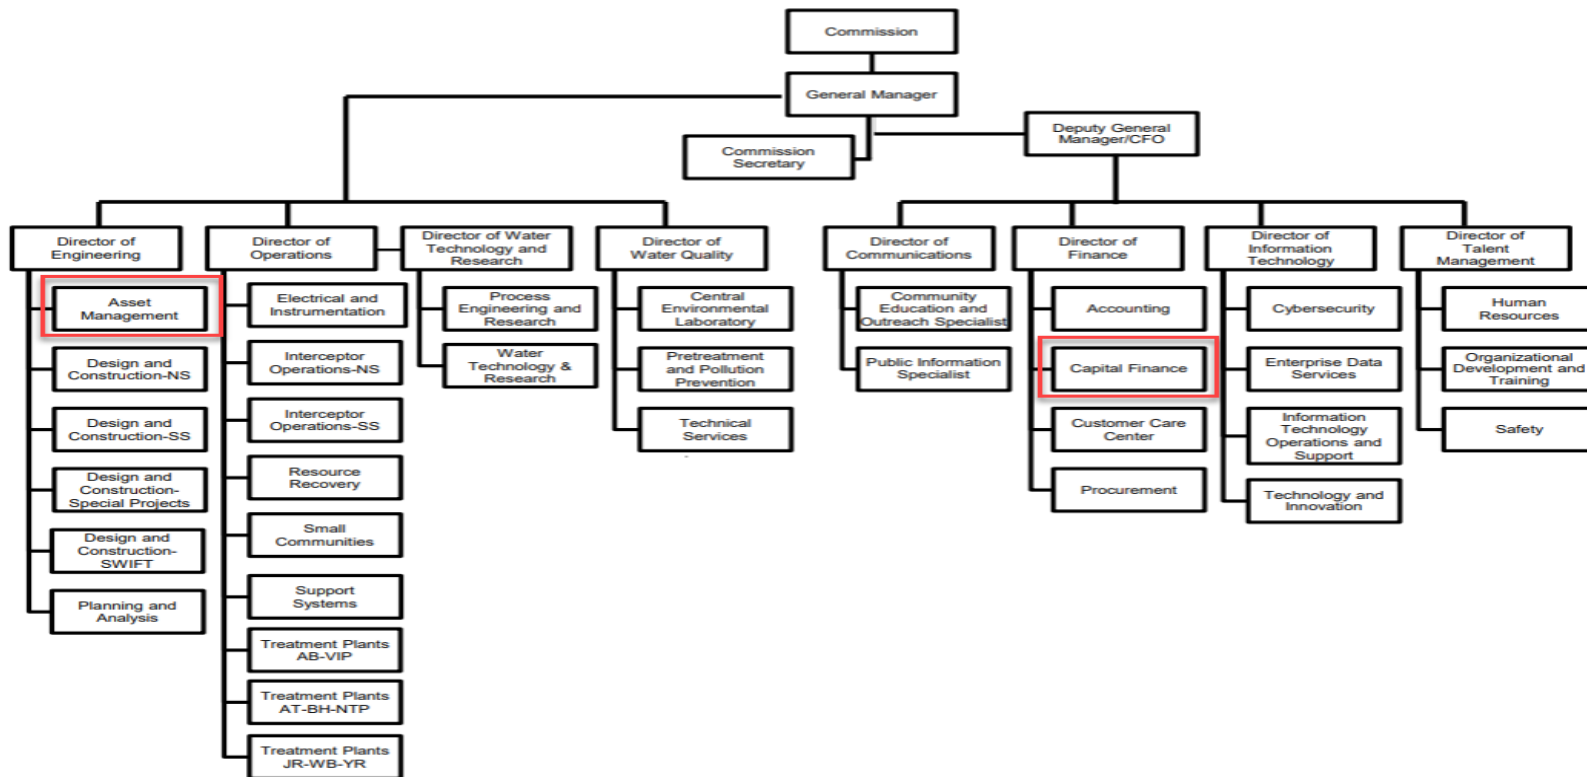 Commission
General Manager
Deputy General
Manager/CFO
Commission
Secretary
Director of
Engineering
Director of
Operations
Director of Water
Technology and
Research
Director of
Water Quality
Director of
Communications
Director of
Finance
Director of
Information
Technology
Director of
Talent
Management
Asset
Management
Design and
Construction-NS
Design and
Construction-SS
Design and
Construction-
Special Projects
Design and
Construction-
SWIFT
Planning and
Analysis
Electrical and
Instrumentation
Interceptor
Operations-NS
Interceptor
Operations-SS
Resource
Recovery
Small
Communities
Support
Systems
Treatment Plants
AB-VIP
Treatment Plants
AT-BH-NTP
Treatment Plants
JR-WB-YR
Process
Engineering and
Research
Water
Technology &
Research
Central
Environmental
Laboratory
Pretreatment
and Pollution
Prevention
Technical
Services
Community
Education and
Outreach Specialist
Public Information
Specialist
Accounting
Capital Finance
Customer Care
Center
Procurement
Cybersecurity
Enterprise Data
Services
Information
Technology
Operations and
Support
Technology and
Innovation
Human
Resources
Organizational
Development and
Training
Safety